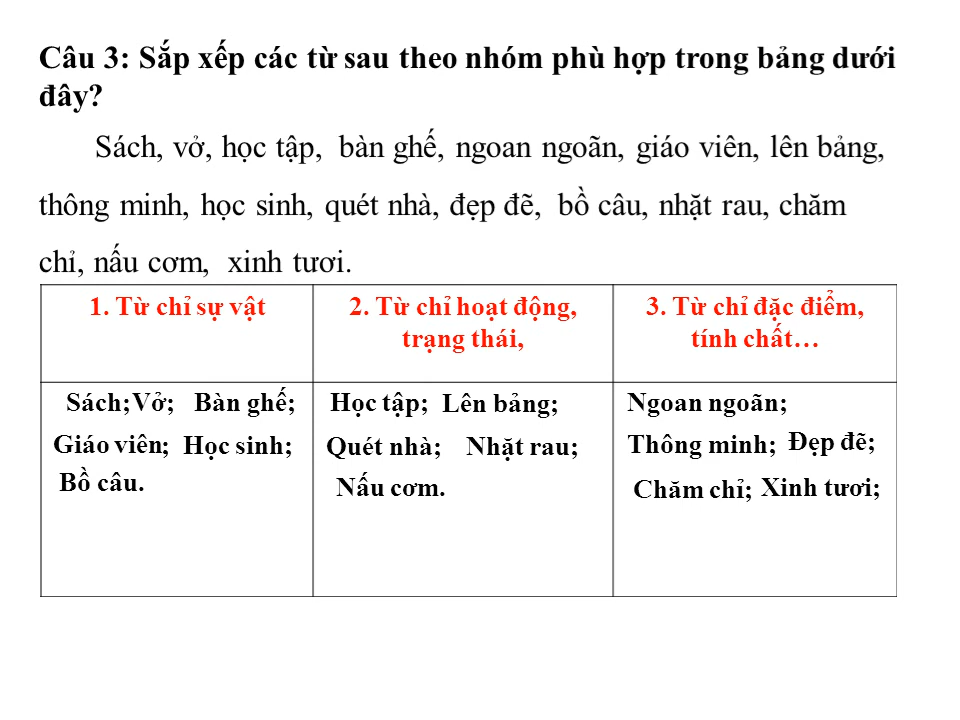 Câu 3: Sắp xếp các từ sau theo nhóm phù hợp trong bảng dưới
đây?
Sách, vở, học tập, bàn ghế, ngoan ngoãn, giáo viên, lên bảng,
thông minh, học sinh, quét nhà, đẹp đẽ, bồ câu, nhặt rau, chăm
chỉ, nấu cơm, xinh tươi.
1. Từ chỉ sự vật
2. Từ chỉ hoạt động,
trạng thái,
3. Từ chỉ đặc điểm,
tính chất…
Sách; Vở; Bàn ghế;
Giáo viên; Học sinh;
Bồ câu.
Học tập; Lên bảng;
Quét nhà; Nhặt rau;
Nấu cơm.
Ngoan ngoãn;
Thông minh; Đẹp đẽ;
Chăm chỉ; Xinh tươi;